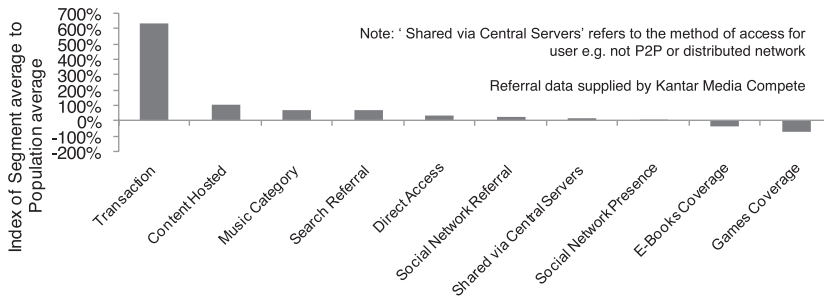 700%
600%
500%
400%
300%
200%
100%
0%
-100%
-200%
Index of Segment average to
Population average
Note: ‘ Shared via Central Servers’ refers to the method of access for
user e.g. not P2P or distributed network
Referral data supplied by Kantar Media Compete
Transaction
Content Hosted
Music Category
Search Referral
Direct Access
Social Network Referral
Shared via Central Servers
Social Network Presence
E-Books Coverage
Games Coverage